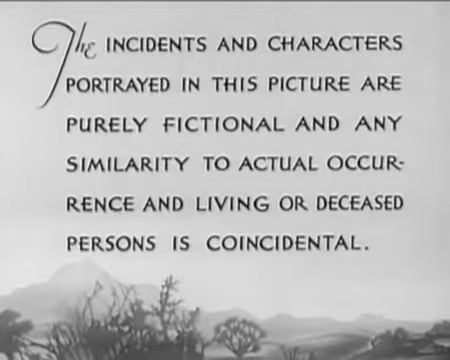 The INCIDENTS AND CHARACTERS
PORTRAYED IN THIS PICTURE ARE
PURELY FICTIONAL AND ANY
SIMILARITY TO ACTUAL OCCUR-
RENCE AND LIVING OR DECEASED
PERSONS IS COINCIDENTAL.